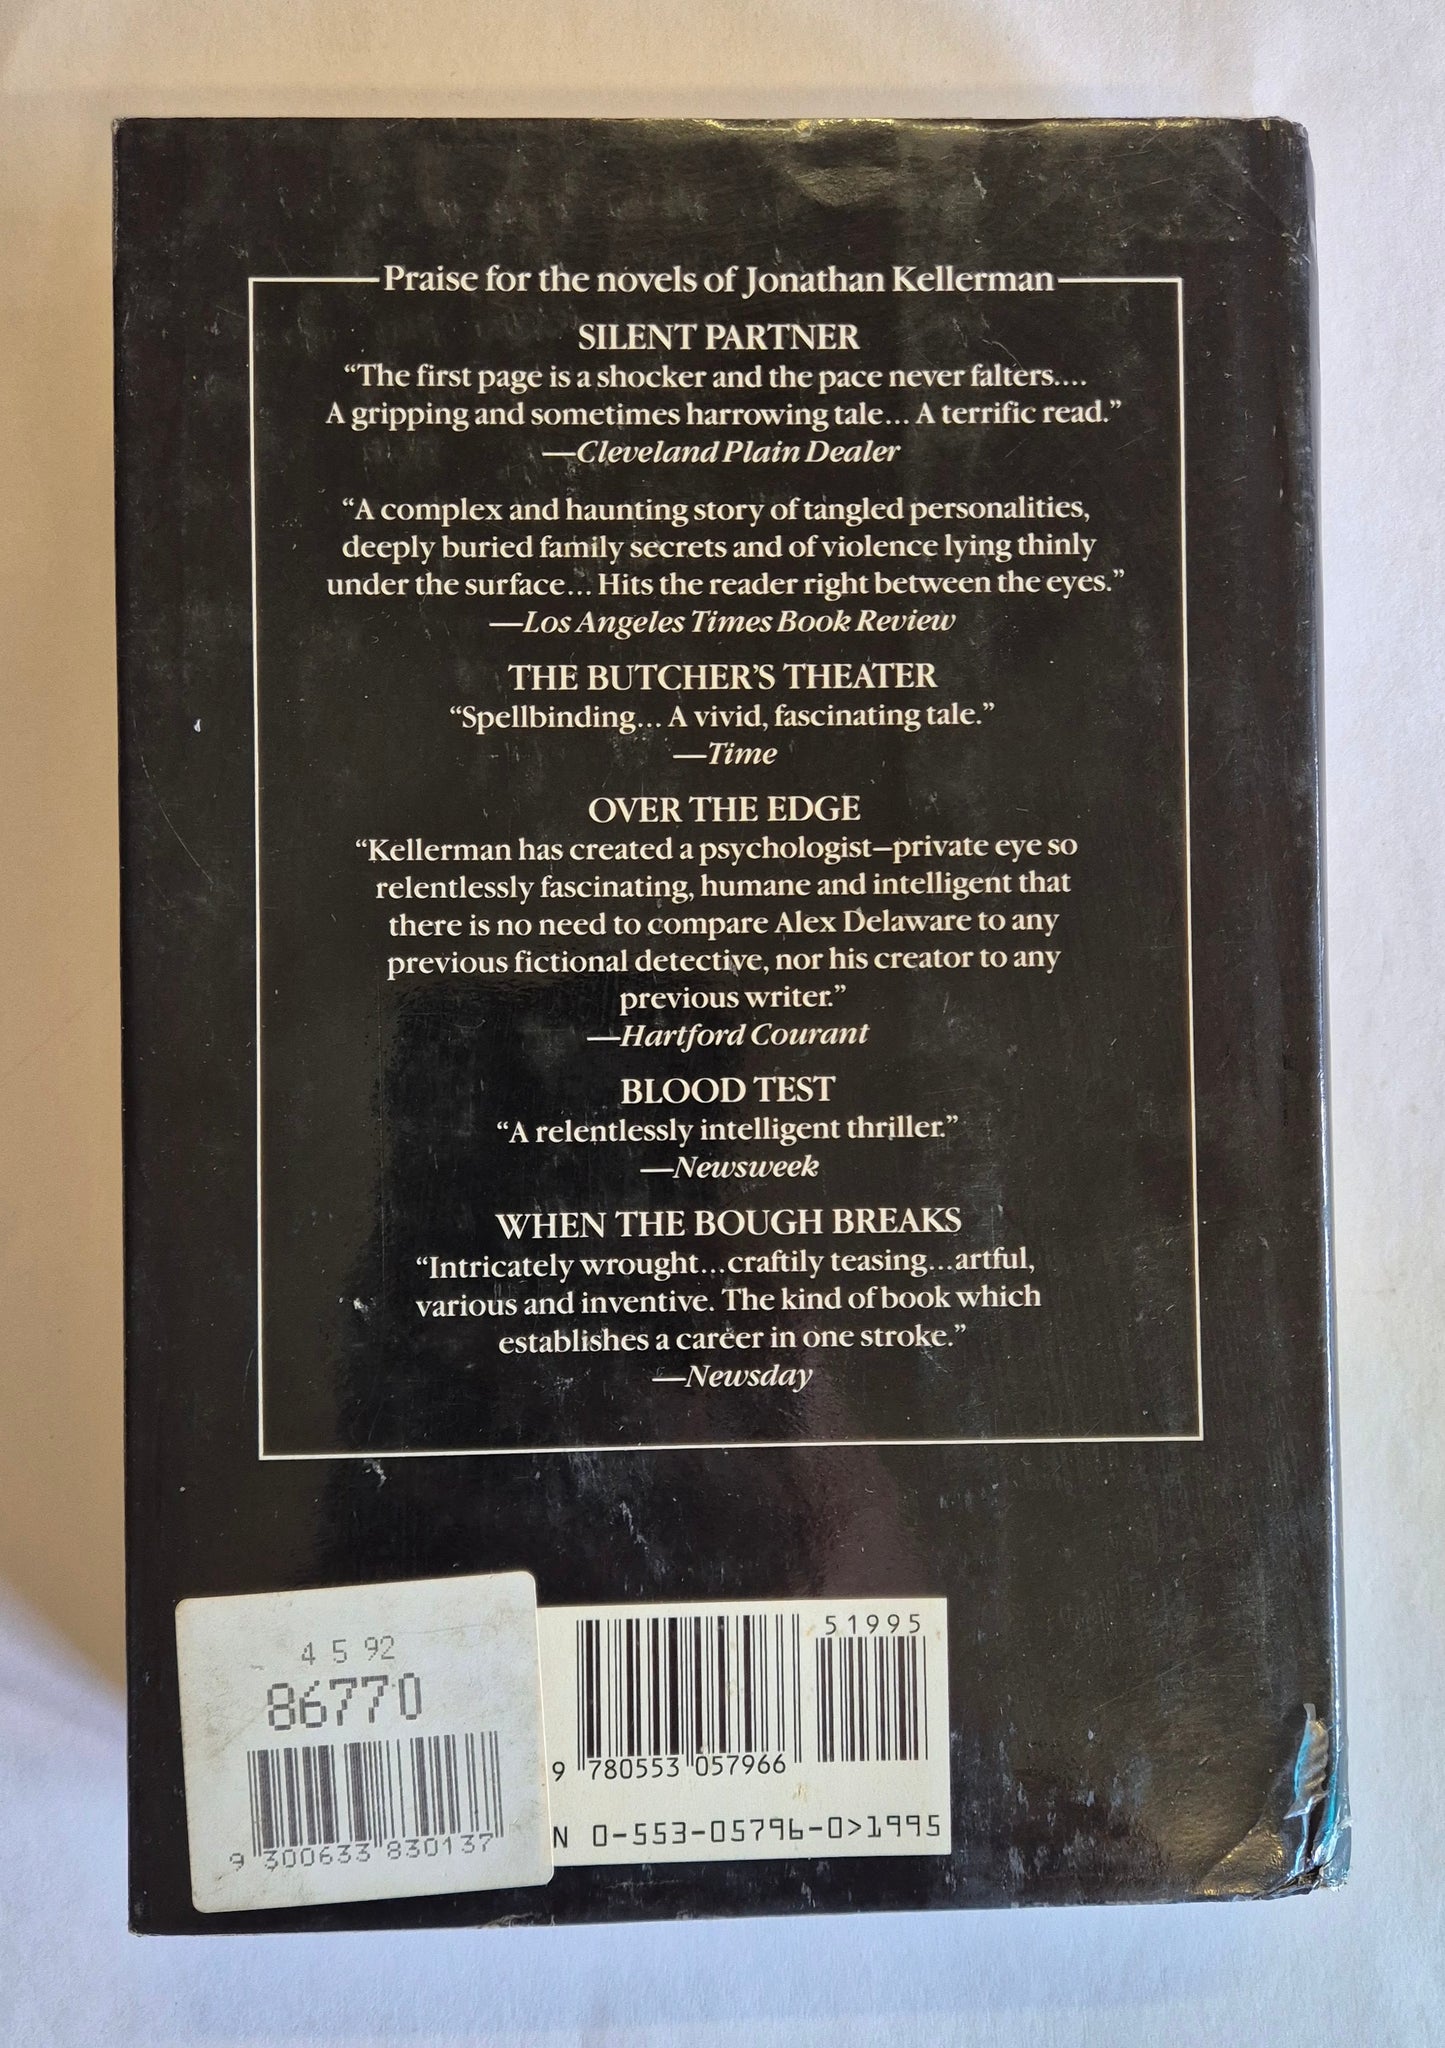 Praise for the novels of Jonathan Kellerman
SILENT PARTNER
“The first page is a shocker and the pace never falters....
A gripping and sometimes harrowing tale... A terrific read.”
—Cleveland Plain Dealer
“A complex and haunting story of tangled personalities,
deeply buried family secrets and of violence lying thinly
under the surface... Hits the reader right between the eyes.”
—Los Angeles Times Book Review
THE BUTCHER’S THEATER
“Spellbinding... A vivid, fascinating tale.”
—Time
OVER THE EDGE
“Kellerman has created a psychologist–private eye so
relentlessly fascinating, humane and intelligent that
there is no need to compare Alex Delaware to any
previous fictional detective, nor his creator to any
previous writer.”
—Hartford Courant
BLOOD TEST
“A relentlessly intelligent thriller.”
—Newsweek
WHEN THE BOUGH BREAKS
“Intricately wrought...craftily teasing...artful,
various and inventive. The kind of book which
establishes a career in one stroke.”
—Newsday
4 5 92
86770
9 300633 830137
51995
9 780553 057966
N 0-553-05796-0>1995